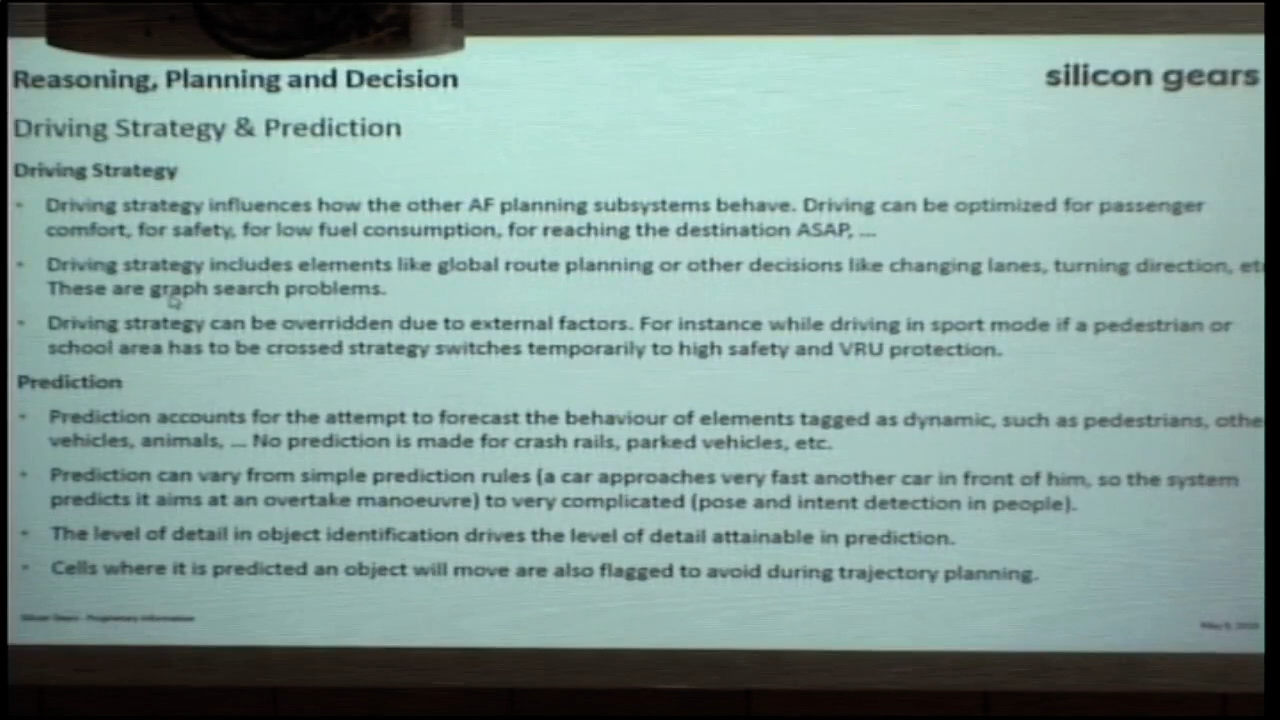 Reasoning, Planning and Decision
silicon gears
Driving Strategy & Prediction
Driving Strategy
Driving strategy influences how the other AF planning subsystems behave. Driving can be optimized for passenger
comfort, for safety, for low fuel consumption, for reaching the destination ASAP, ...
Driving strategy includes elements like global route planning or other decisions like changing lanes, turning direction, etc
These are graph search problems.
Driving strategy can be overridden due to external factors. For instance while driving in sport mode if a pedestrian or
school area has to be crossed strategy switches temporarily to high safety and VRU protection.
Prediction
Prediction accounts for the attempt to forecast the behaviour of elements tagged as dynamic, such as pedestrians, othe
vehicles, animals, ... No prediction is made for crash rails, parked vehicles, etc.
Prediction can vary from simple prediction rules (a car approaches very fast another car in front of him, so the system
predicts it aims at an overtake manoeuvre) to very complicated (pose and intent detection in people).
The level of detail in object identification drives the level of detail attainable in prediction.
Cells where it is predicted an object will move are also flagged to avoid during trajectory planning.
Silicon Gears - Proprietary Information